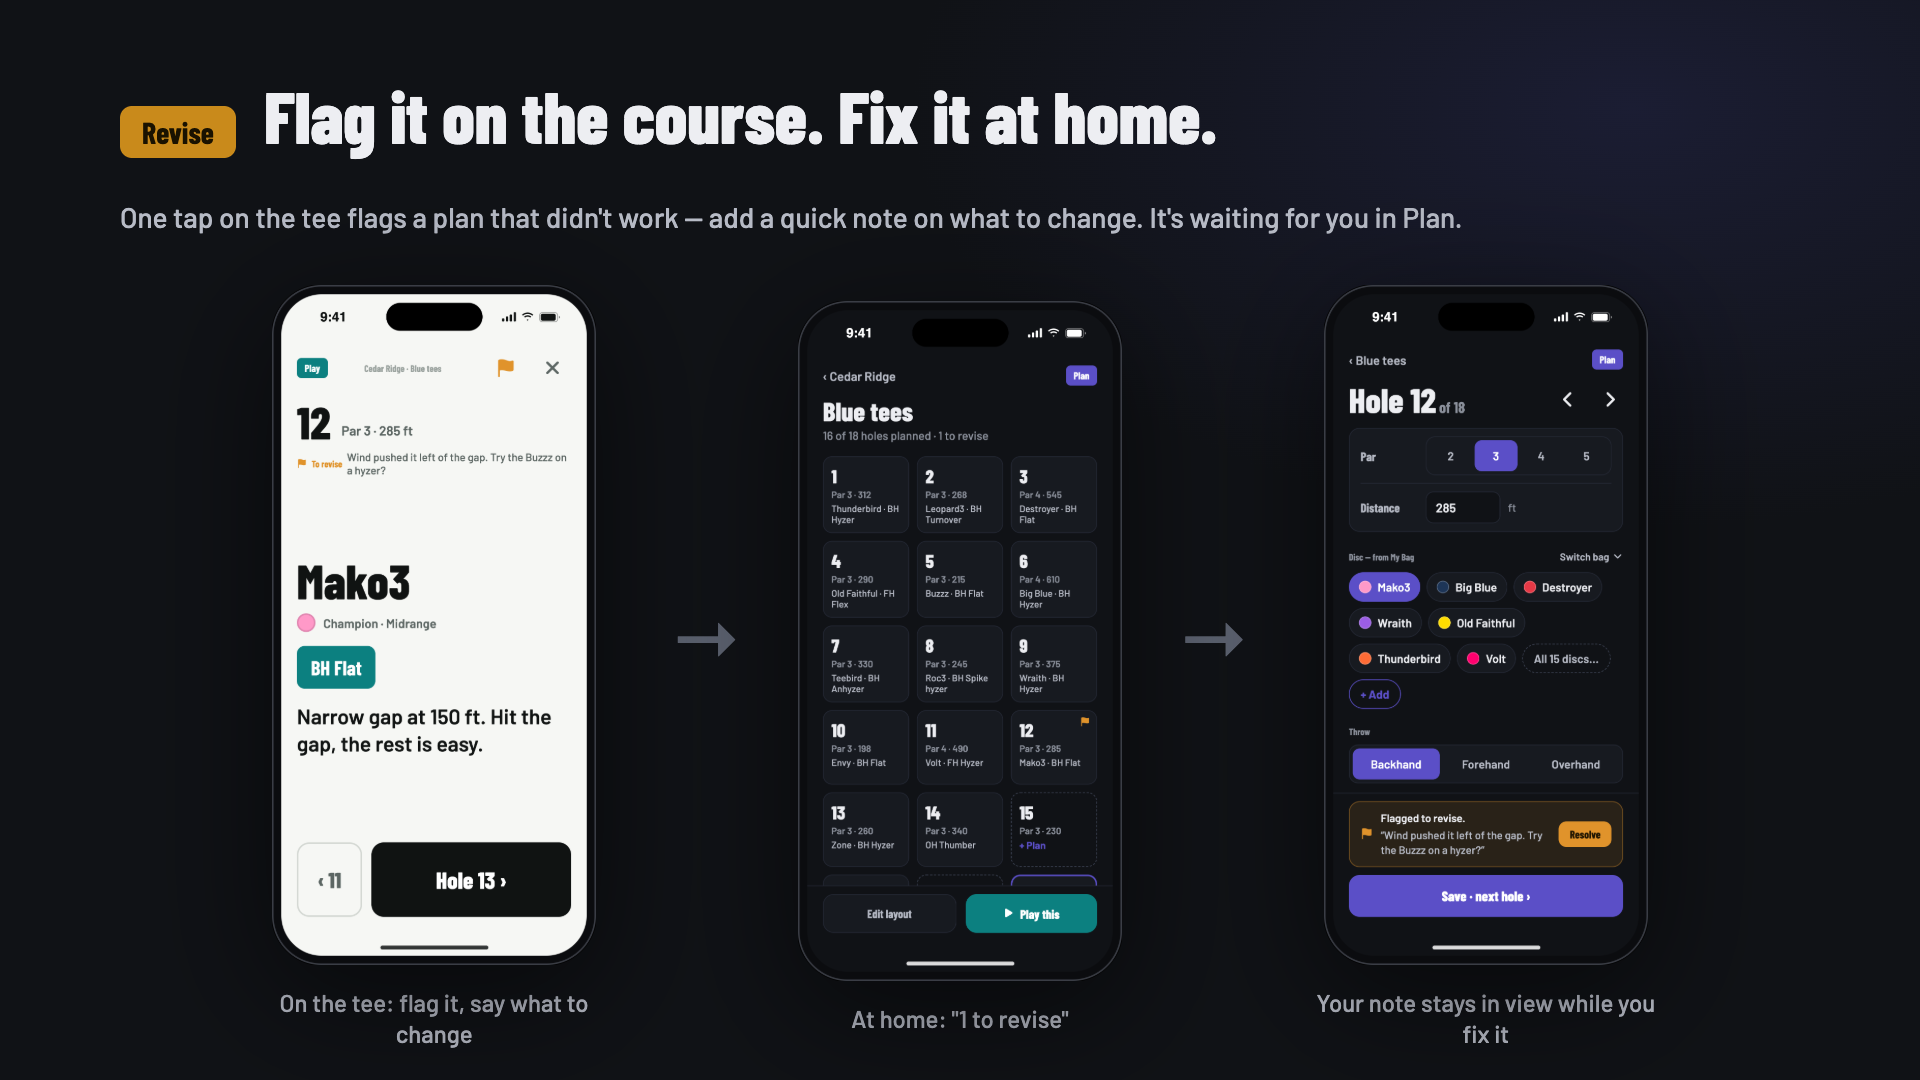 Revise
Flag it on the course. Fix it at home.
One tap on the tee flags a plan that didn't work — add a quick note on what to change. It's waiting for you in Plan.
9:41
Play
Cedar Ridge · Blue tees
12
Par 3 · 285 ft
To revise
Wind pushed it left of the gap. Try the Buzzz on
a hyzer?
Mako3
Champion · Midrange
BH Flat
Narrow gap at 150 ft. Hit the
gap, the rest is easy.
‹ 11
Hole 13 ›
On the tee: flag it, say what to
change
9:41
‹ Cedar Ridge
Plan
Blue tees
16 of 18 holes planned · 1 to revise
1
Par 3 · 312
Thunderbird · BH
Hyzer
2
Par 3 · 268
Leopard3 · BH
Turnover
3
Par 4 · 545
Destroyer · BH
Flat
4
Par 3 · 290
Old Faithful · FH
Flex
5
Par 3 · 215
Buzzz · BH Flat
6
Par 4 · 610
Big Blue · BH
Hyzer
7
Par 3 · 330
Teebird · BH
Anhyzer
8
Par 3 · 245
Roc3 · BH Spike
hyzer
9
Par 3 · 375
Wraith · BH
Hyzer
10
Par 3 · 198
Envy · BH Flat
11
Par 4 · 490
Volt · FH Hyzer
12
Par 3 · 285
Mako3 · BH Flat
13
Par 3 · 260
Zone · BH Hyzer
14
Par 3 · 340
OH Thumber
15
Par 3 · 230
+ Plan
Edit layout
Play this
At home: "1 to revise"
9:41
‹ Blue tees
Plan
Hole 12 of 18
Par
2
3
4
5
Distance
285
ft
Disc — from My Bag
Switch bag
Mako3
Big Blue
Destroyer
Wraith
Old Faithful
Thunderbird
Volt
All 15 discs...
+ Add
Throw
Backhand
Forehand
Overhand
Flagged to revise.
"Wind pushed it left of the gap. Try
the Buzzz on a hyzer?"
Resolve
Save · next hole ›
Your note stays in view while you
fix it